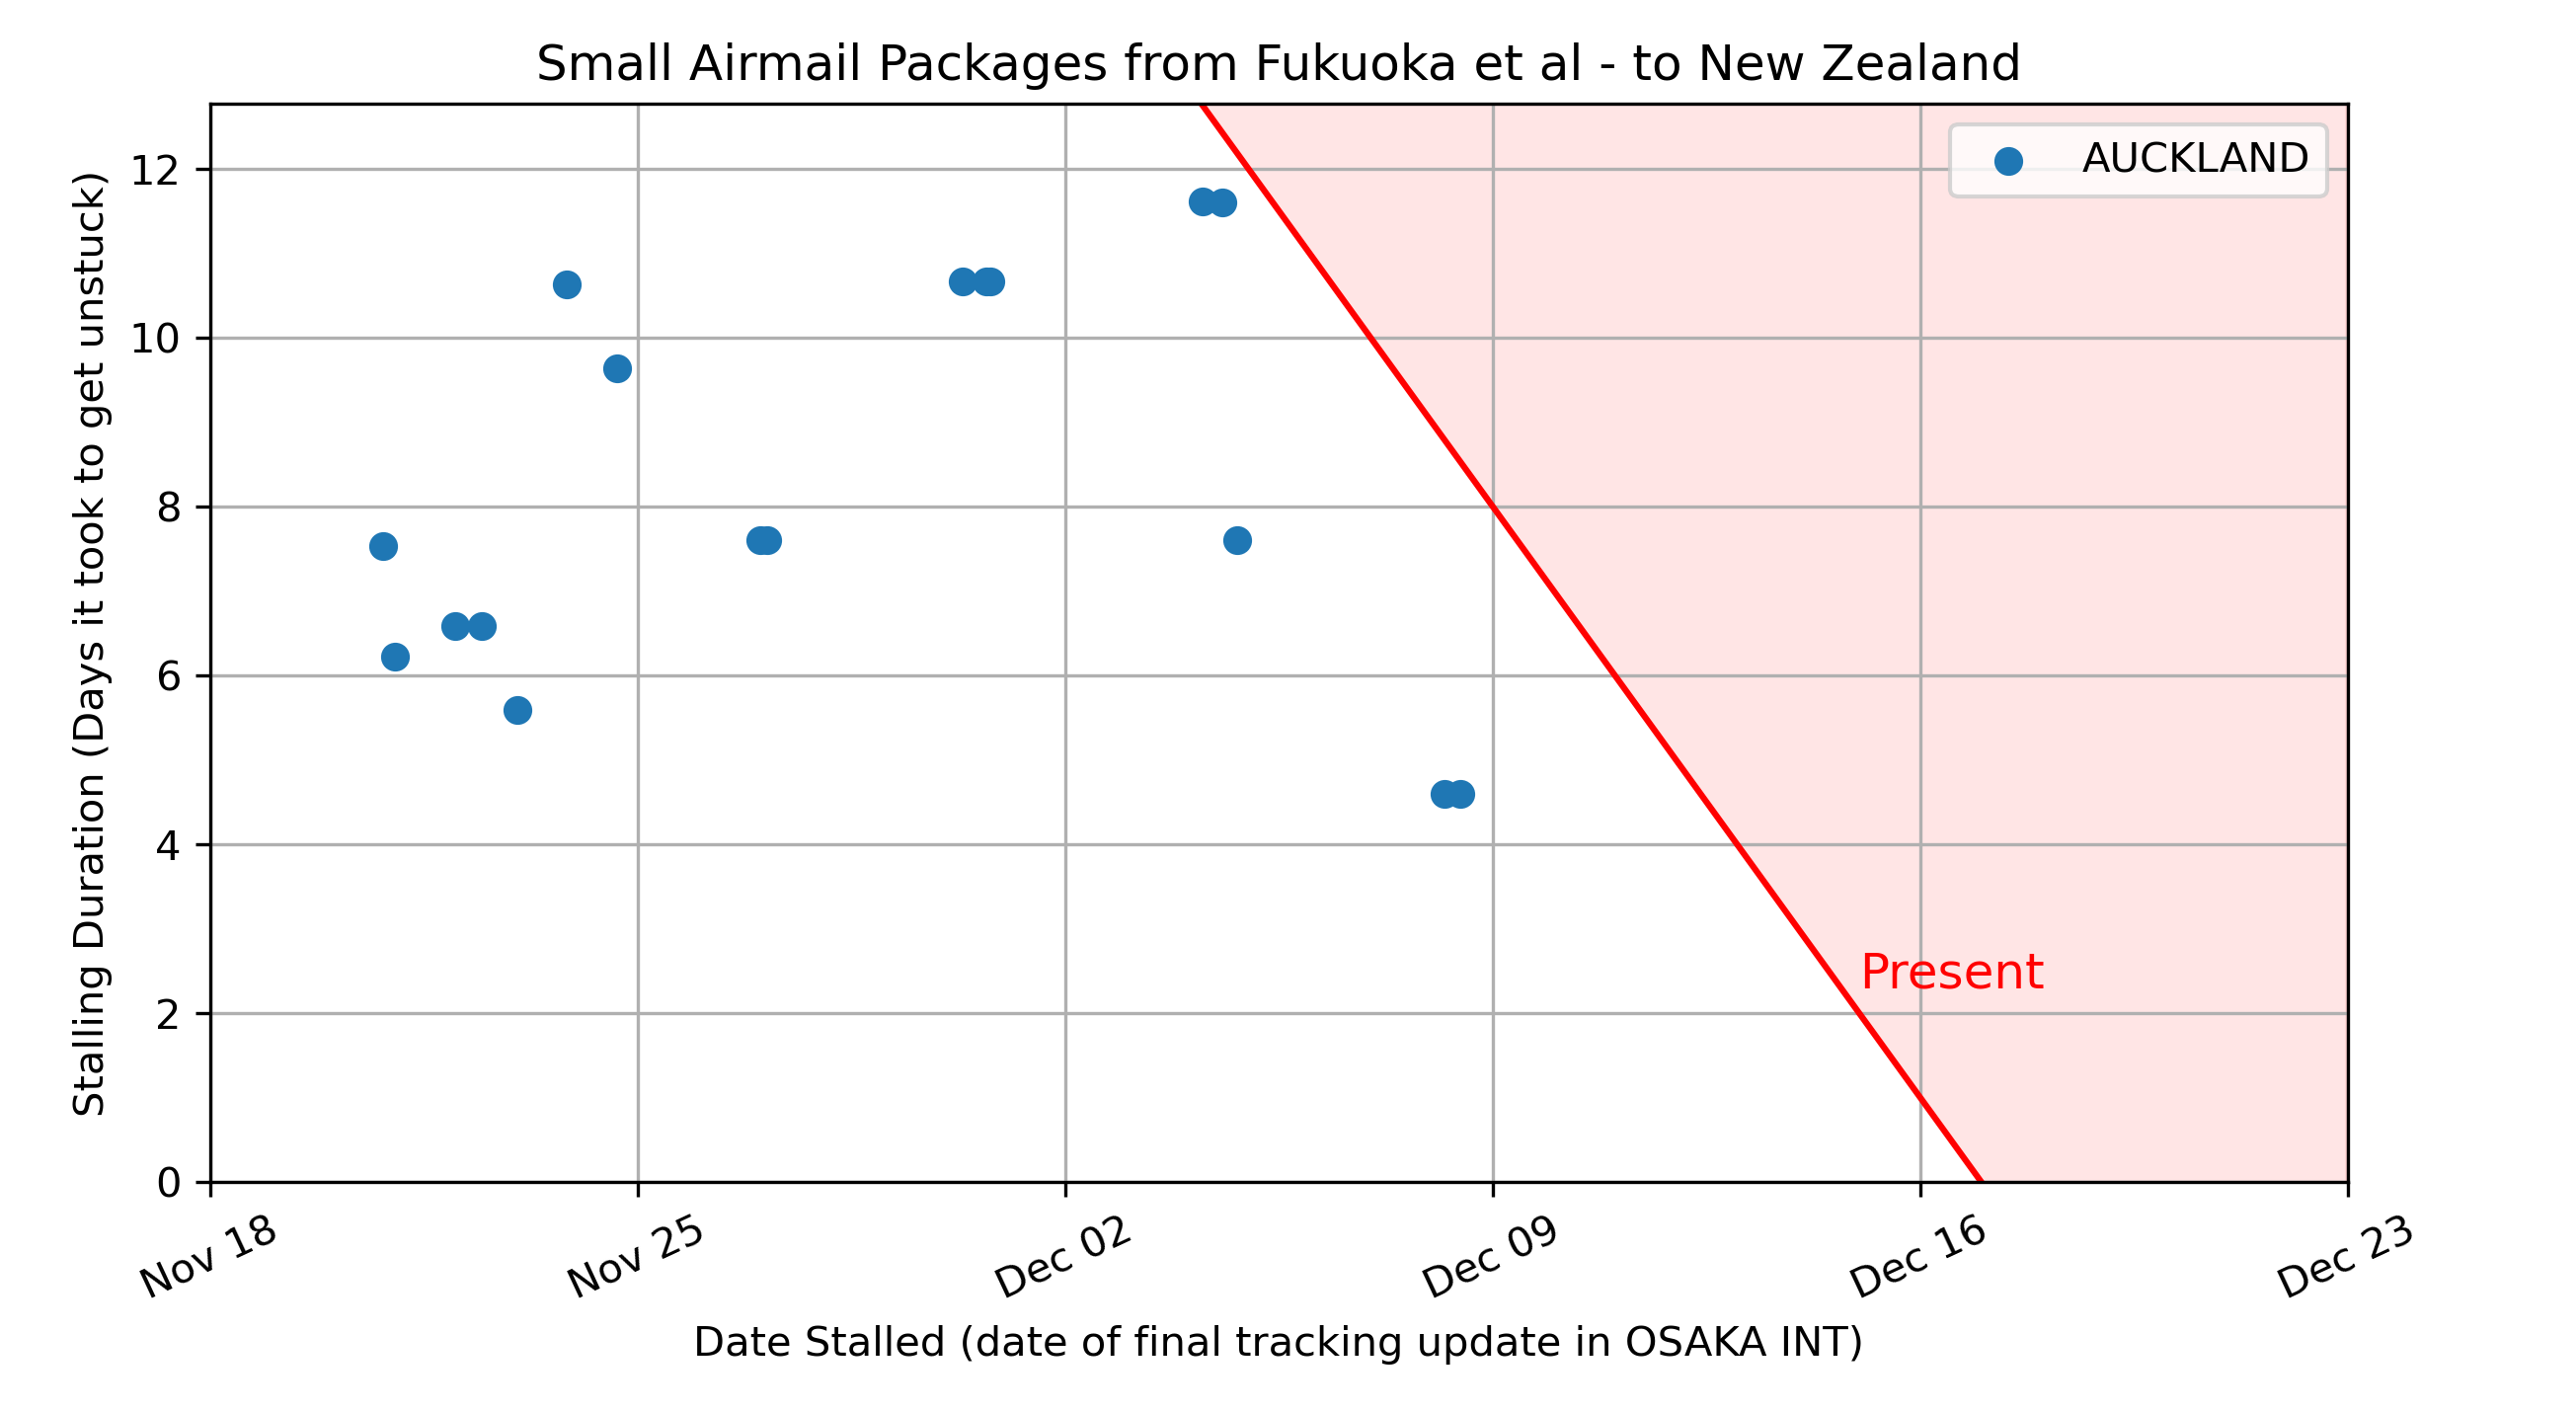 Small Airmail Packages from Fukuoka et al - to New Zealand
AUCKLAND
Stalling Duration (Days it took to get unstuck)
12
10
8
6
4
2
0
Present
Nov 18
Nov 25
Dec 02
Dec 09
Dec 16
Dec 23
Date Stalled (date of final tracking update in OSAKA INT)